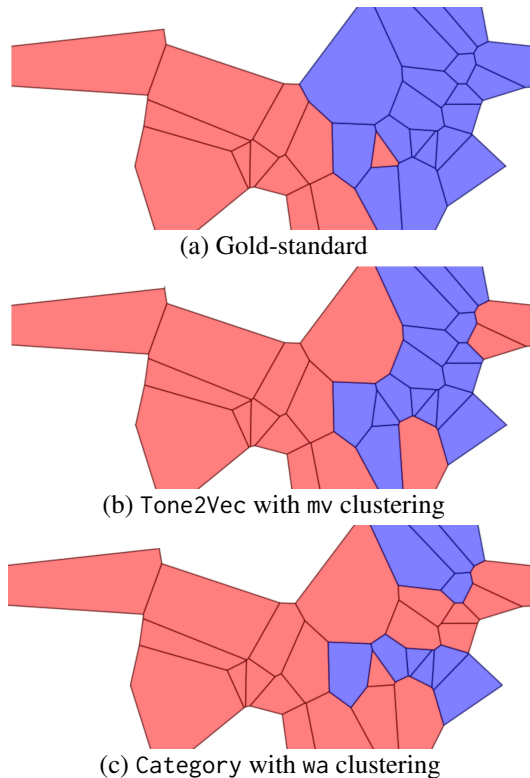 (a) Gold-standard
(b) Tone2Vec with mv clustering
(c) Category with wa clustering